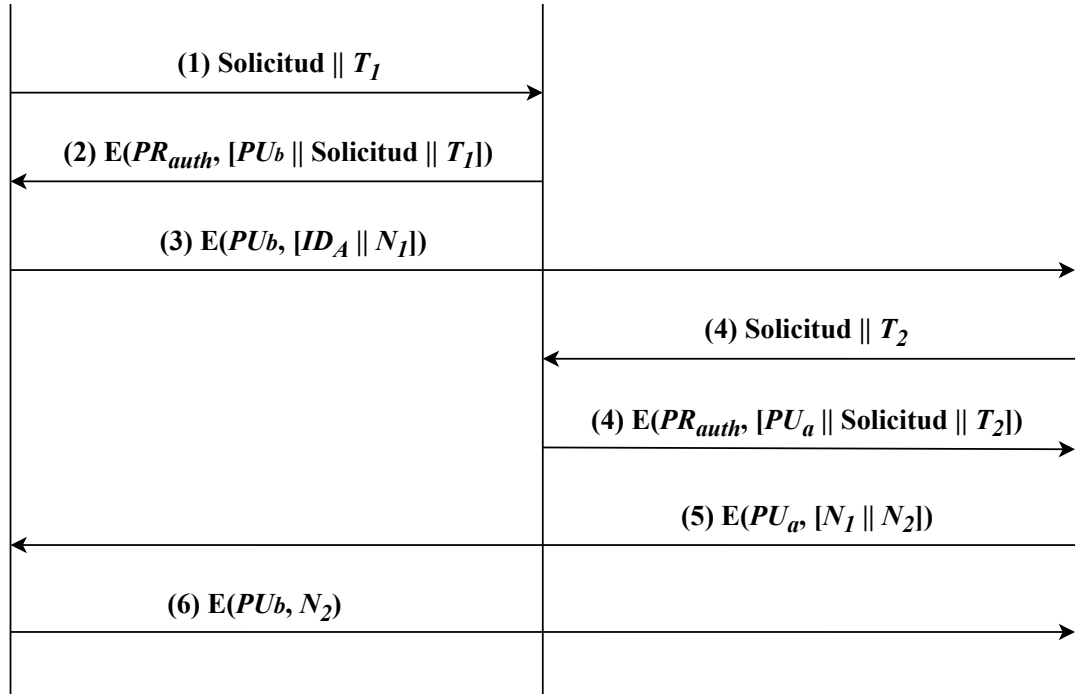 (1) Solicitud || T1
(2) E(PRauth, [PUb || Solicitud || T1])
(3) E(PUb, [IDA || N1])
(4) Solicitud || T2
(4) E(PRauth, [PUa || Solicitud || T2])
(5) E(PUa, [N1 || N2])
(6) E(PUb, N2)